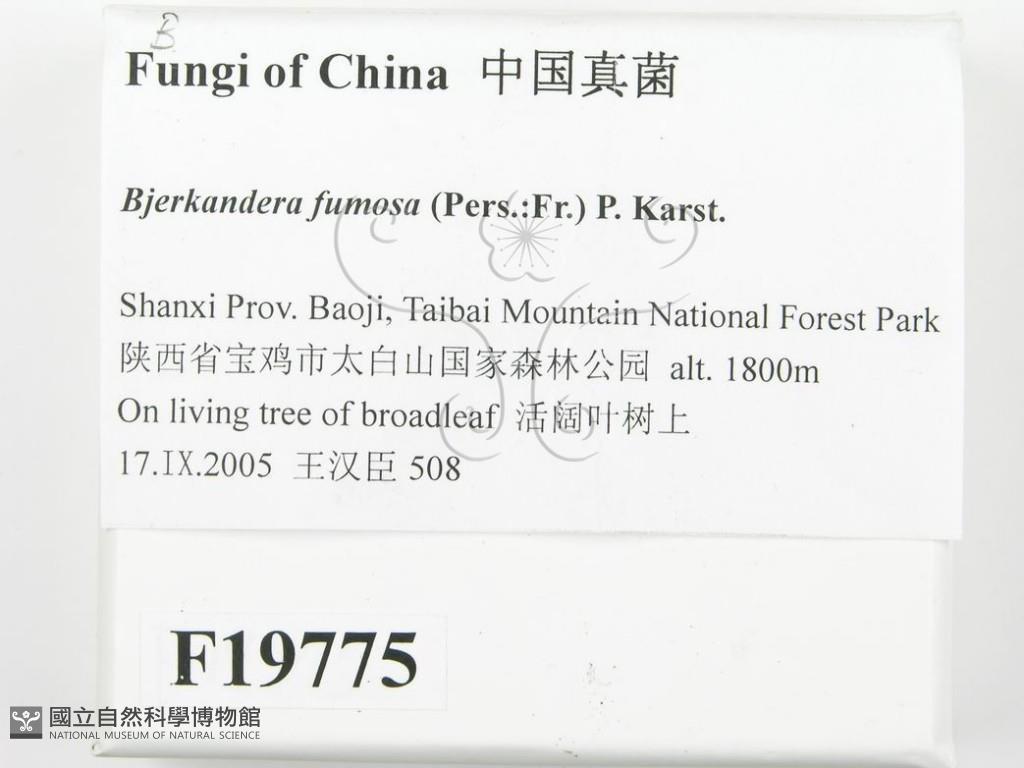 B
Fungi of China 中国真菌
Bjerkandera fumosa (Pers.:Fr.) P. Karst.
Shanxi Prov. Baoji, Taibai Mountain National Forest Park
陕西省宝鸡市太白山国家森林公园 alt. 1800m
On living tree of broadleaf 活阔叶树上
17.IX.2005 王汉臣 508
F19775
國立自然科學博物館
NATIONAL MUSEUM OF NATURAL SCIENCE